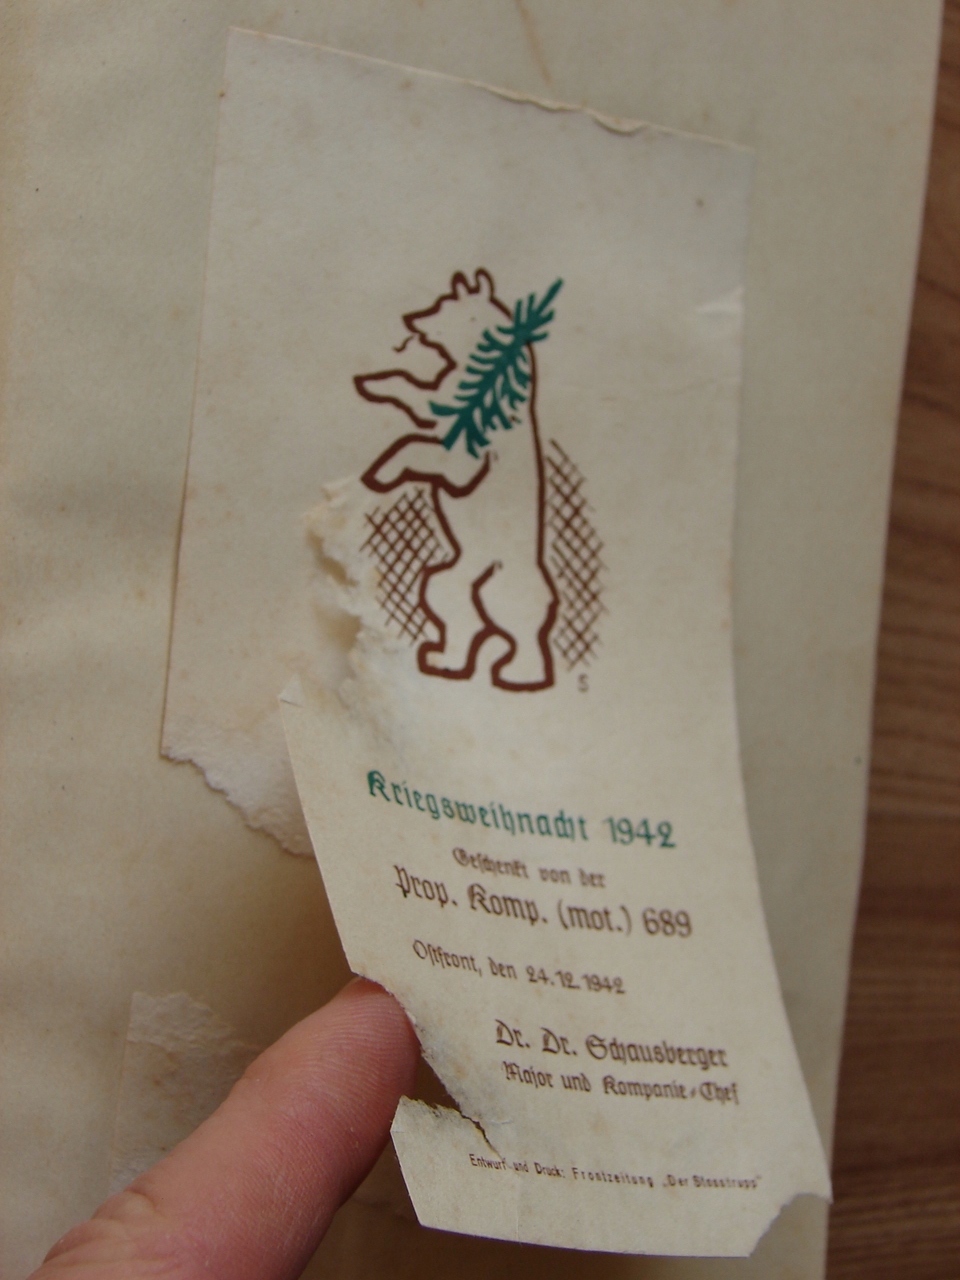 S
Kriegsweihnacht 1942
Geschenkt von der
Prop. Komp. (mot.) 689
Ostfront, den 24.12.1942
Dr. Dr. Schausberger
Major und Kompanie-Chef
Entwurf und Druck: Frontzeitung „Der Stosstrupp"